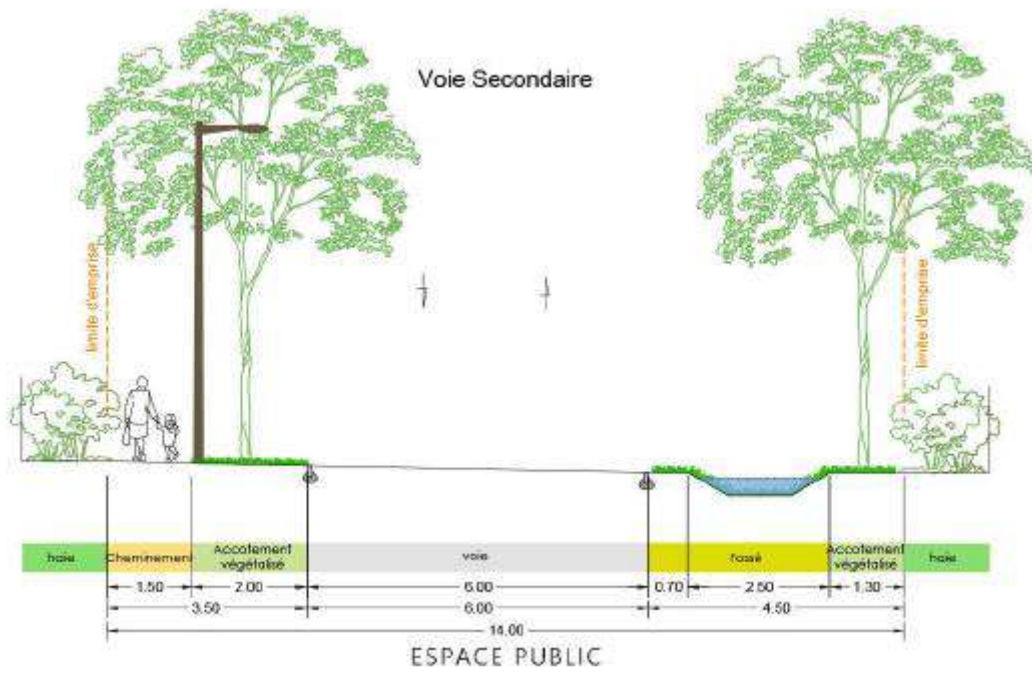 Voie Secondaire
limite d'emprise
limite d'emprise
haie Cheminement Accotement végétalisé voie fossé Accotement végétalisé haie
1.50 2.00 6.00 0.70 2.50 1.30
3.50 6.00 4.50
14.00
ESPACE PUBLIC